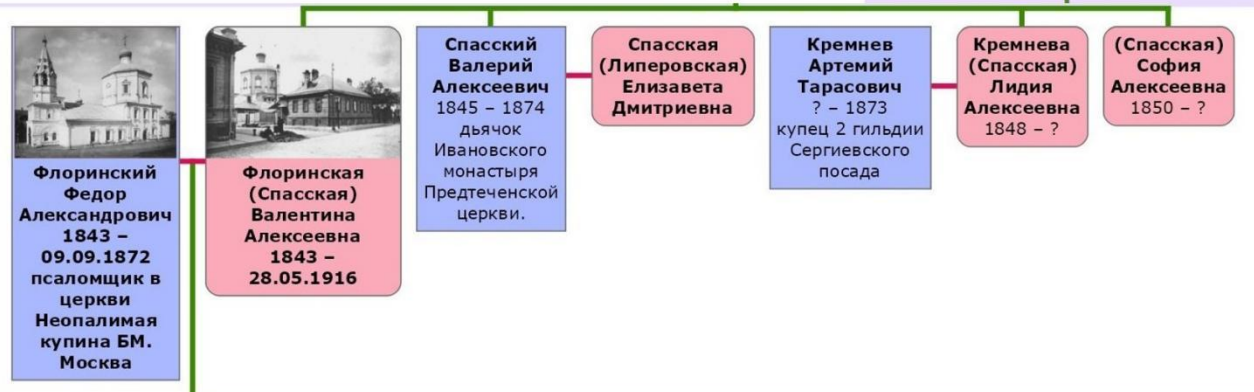 Флоринский
Федор
Александрович
1843 –
09.09.1872
псаломщик в
церкви
Неопалимая
купина БМ.
Москва
Флоринская
(Спасская)
Валентина
Алексеевна
1843 –
28.05.1916
Спасский
Валерий
Алексеевич
1845 – 1874
дьячок
Ивановского
монастыря
Предтеченской
церкви.
Спасская
(Липеровская)
Елизавета
Дмитриевна
Кремнев
Артемий
Тарасович
? – 1873
купец 2 гильдии
Сергиевского
посада
Кремнева
(Спасская)
Лидия
Алексеевна
1848 – ?
(Спасская)
София
Алексеевна
1850 – ?